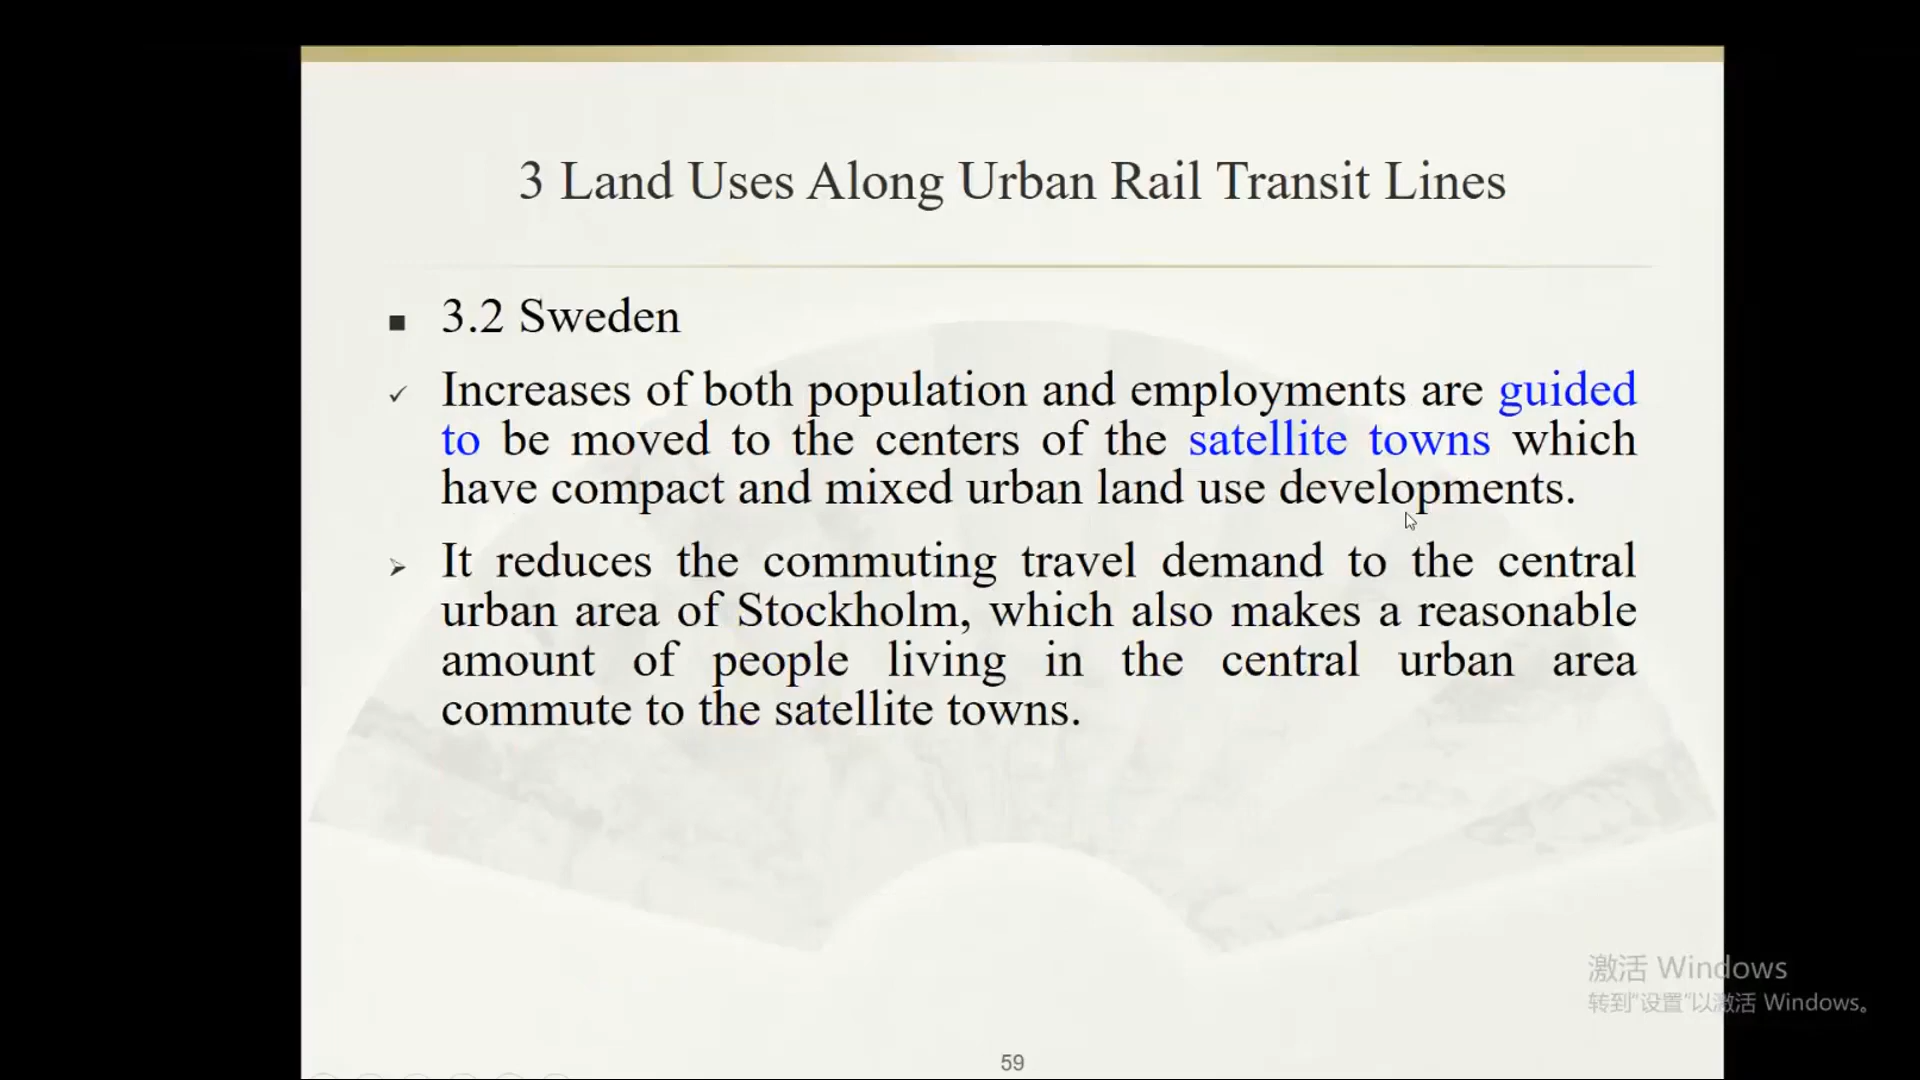 3 Land Uses Along Urban Rail Transit Lines
3.2 Sweden
Increases of both population and employments are guided
to be moved to the centers of the satellite towns which
have compact and mixed urban land use developments.
It reduces the commuting travel demand to the central
urban area of Stockholm, which also makes a reasonable
amount of people living in the central urban area
commute to the satellite towns.
激活 Windows
转到“设置”以激活 Windows。
59